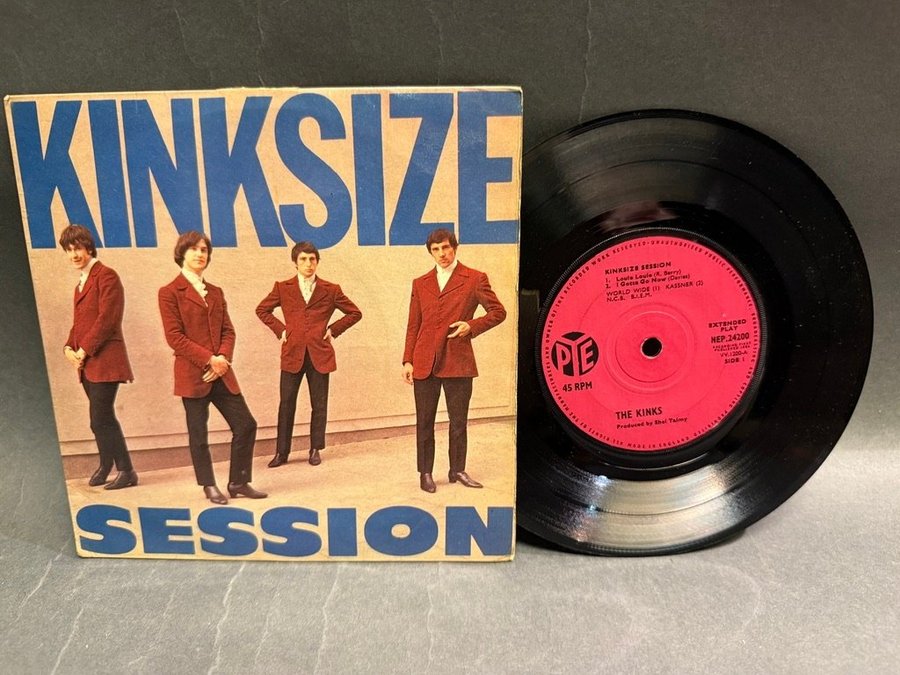 KINKSIZE
SESSION
KINKSIZE SESSION
1. Louie Louie (R. Berry)
2. I Gotta Go Now (Davies)
WORLD WIDE (1) KASSNER (2)
N.C.B. B.I.E.M.
PYE
45 RPM
EXTENDED
PLAY
NEP.24200
SIDE 1
THE KINKS
Produced by Shel Talmy
MADE IN ENGLAND